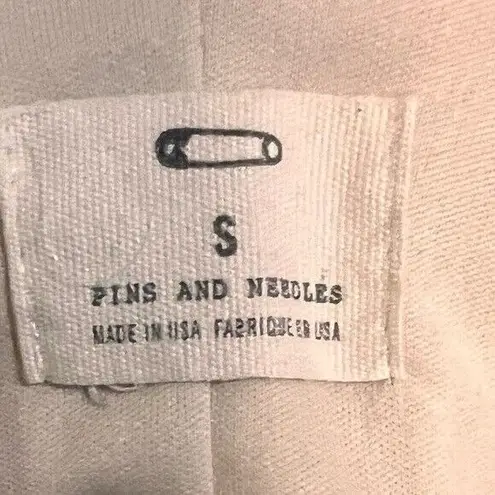 S
PINS AND NEEDLES
MADE IN USA FABRIQUE EN USA